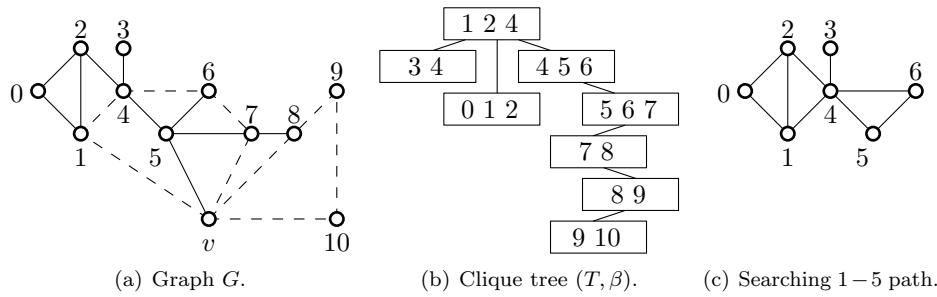 2 3
0
6
9
4
7 8
1
5
v
10
(a) Graph G.
1 2 4
3 4
4 5 6
0 1 2
5 6 7
7 8
8 9
9 10
(b) Clique tree (T, β).
2 3
6
0
4
1
5
(c) Searching 1−5 path.